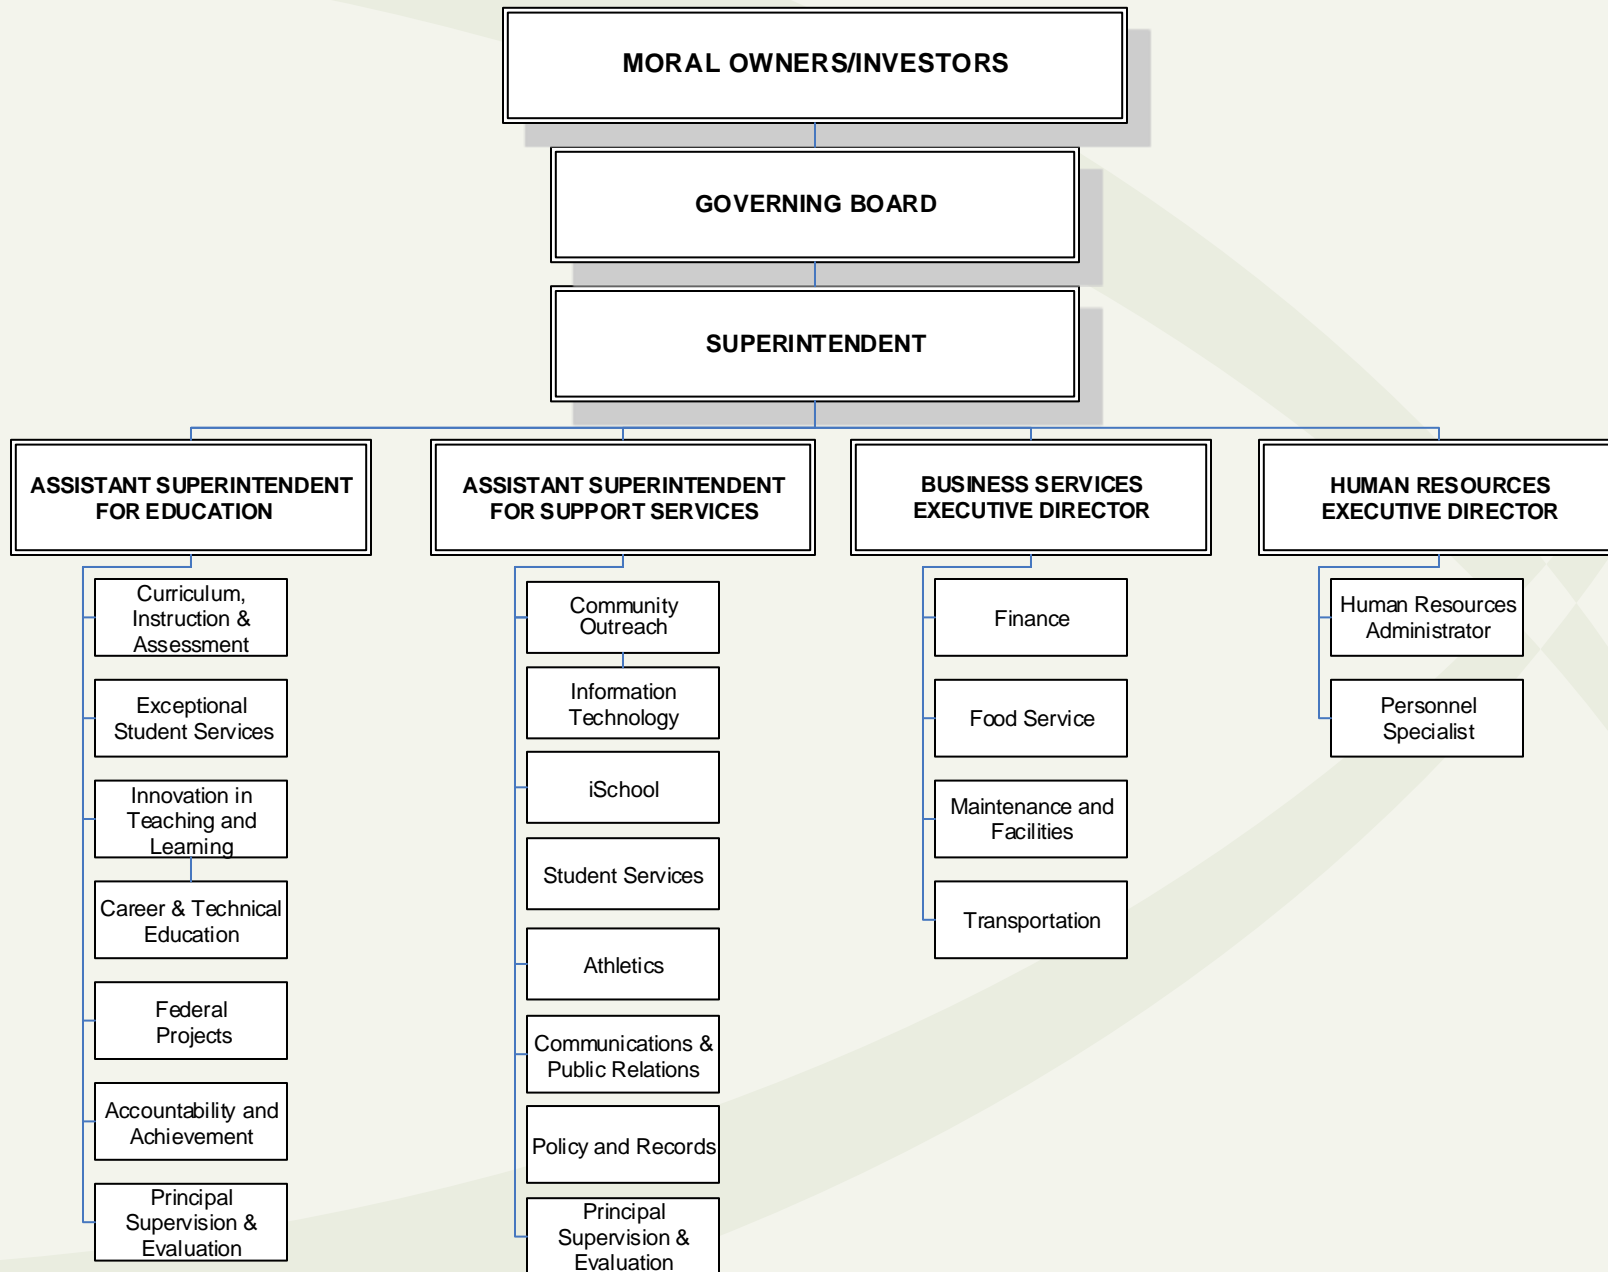 MORAL OWNERS/INVESTORS
GOVERNING BOARD
SUPERINTENDENT
ASSISTANT SUPERINTENDENT
FOR EDUCATION
Curriculum,
Instruction &
Assessment
Exceptional
Student Services
Innovation in
Teaching and
Learning
Career & Technical
Education
Federal
Projects
Accountability and
Achievement
Principal
Supervision &
Evaluation
ASSISTANT SUPERINTENDENT
FOR SUPPORT SERVICES
Community
Outreach
Information
Technology
iSchool
Student Services
Athletics
Communications &
Public Relations
Policy and Records
Principal
Supervision &
Evaluation
BUSINESS SERVICES
EXECUTIVE DIRECTOR
Finance
Food Service
Maintenance and
Facilities
Transportation
HUMAN RESOURCES
EXECUTIVE DIRECTOR
Human Resources
Administrator
Personnel
Specialist